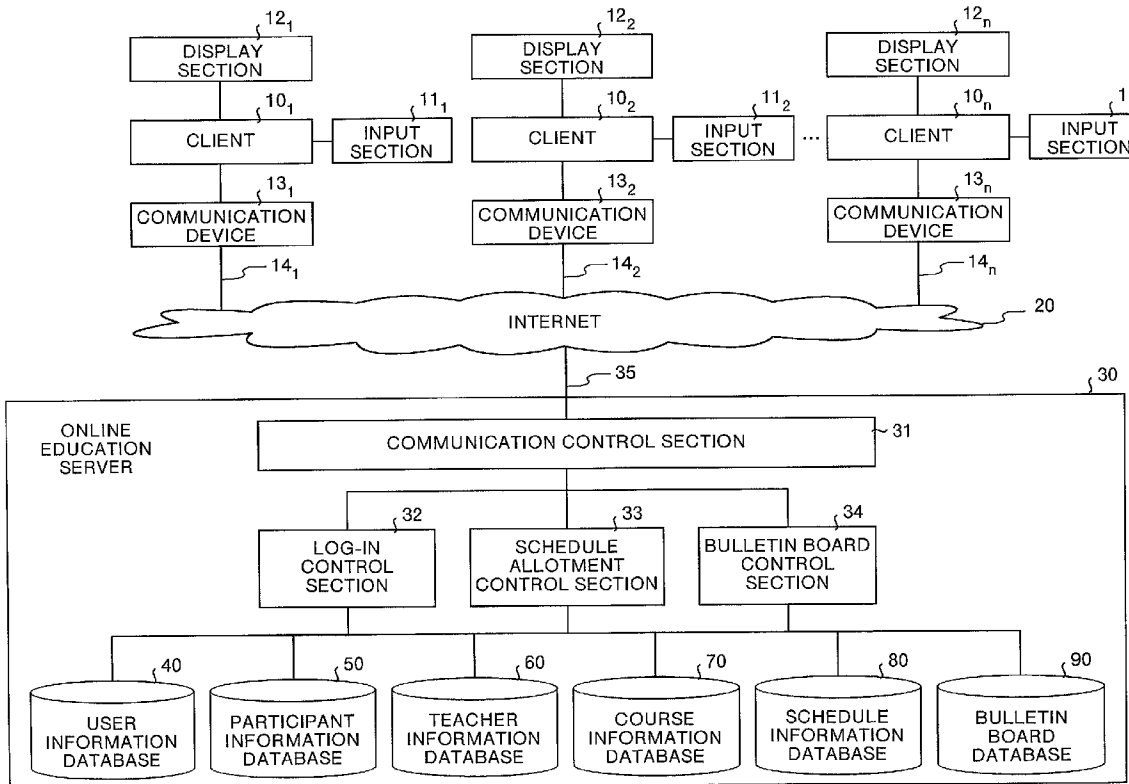 12₁
DISPLAY
SECTION
12₂
DISPLAY
SECTION
12ₙ
DISPLAY
SECTION
10₁
CLIENT
11₁
INPUT
SECTION
10₂
CLIENT
11₂
INPUT
SECTION
...
10ₙ
CLIENT
1
INPUT
SECTION
13₁
COMMUNICATION
DEVICE
13₂
COMMUNICATION
DEVICE
13ₙ
COMMUNICATION
DEVICE
14₁
14₂
14ₙ
INTERNET
20
35
30
ONLINE
EDUCATION
SERVER
COMMUNICATION CONTROL SECTION
31
32
LOG-IN
CONTROL
SECTION
33
SCHEDULE
ALLOTMENT
CONTROL SECTION
34
BULLETIN BOARD
CONTROL
SECTION
40
USER
INFORMATION
DATABASE
50
PARTICIPANT
INFORMATION
DATABASE
60
TEACHER
INFORMATION
DATABASE
70
COURSE
INFORMATION
DATABASE
80
SCHEDULE
INFORMATION
DATABASE
90
BULLETIN
BOARD
DATABASE